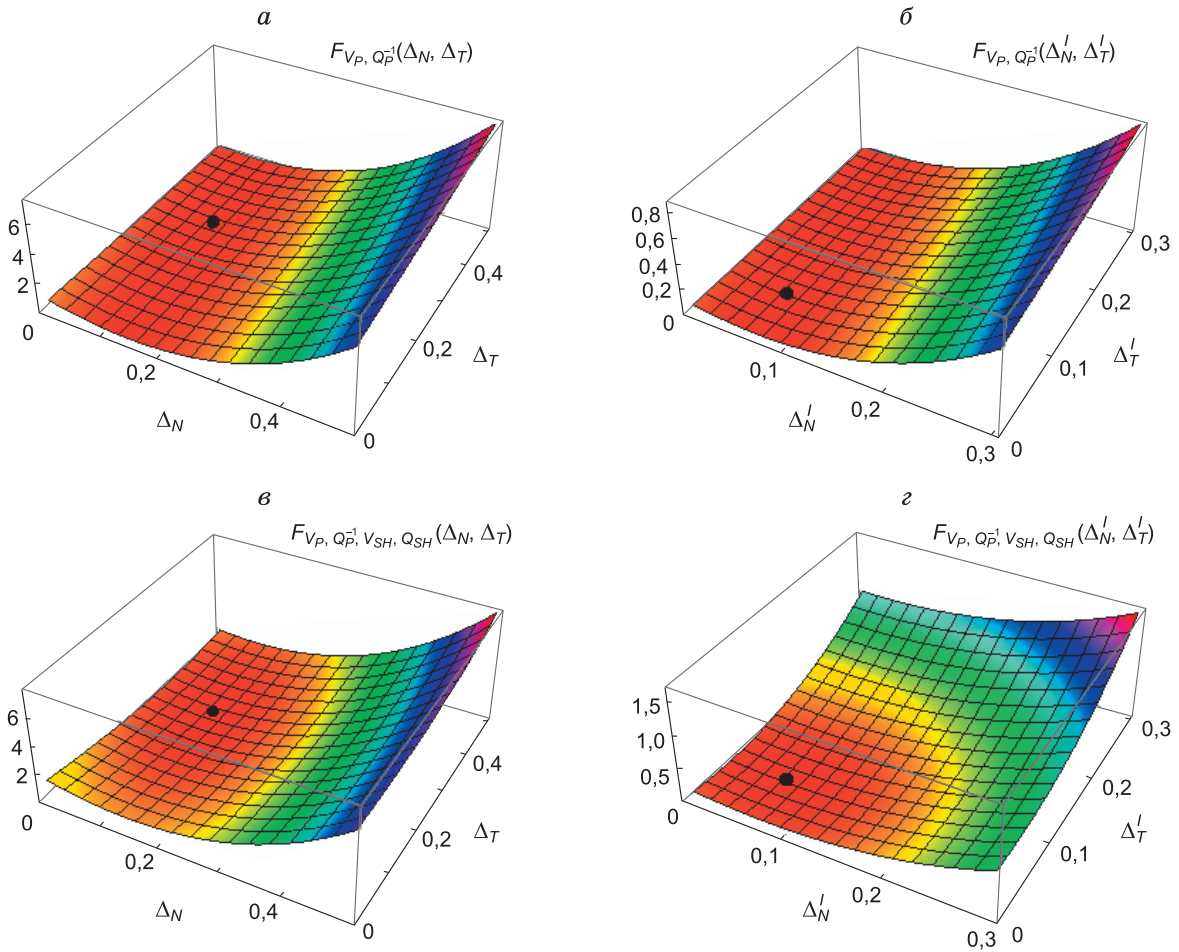 а
F_{V_P, Q_P^{-1}}(Δ_N, Δ_T)
6
4
2
0
0,2
0,4
Δ_N
0
0,2
0,4
Δ_T
б
F_{V_P, Q_P^{-1}}(Δ_N^I, Δ_T^I)
0,8
0,6
0,4
0,2
0
0,1
0,2
0,3
Δ_N^I
0
0,1
0,2
0,3
Δ_T^I
в
F_{V_P, Q_P^{-1}, V_{SH}, Q_{SH}}(Δ_N, Δ_T)
6
4
2
0
0,2
0,4
Δ_N
0
0,2
0,4
Δ_T
г
F_{V_P, Q_P^{-1}, V_{SH}, Q_{SH}}(Δ_N^I, Δ_T^I)
1,5
1,0
0,5
0
0,1
0,2
0,3
Δ_N^I
0
0,1
0,2
0,3
Δ_T^I